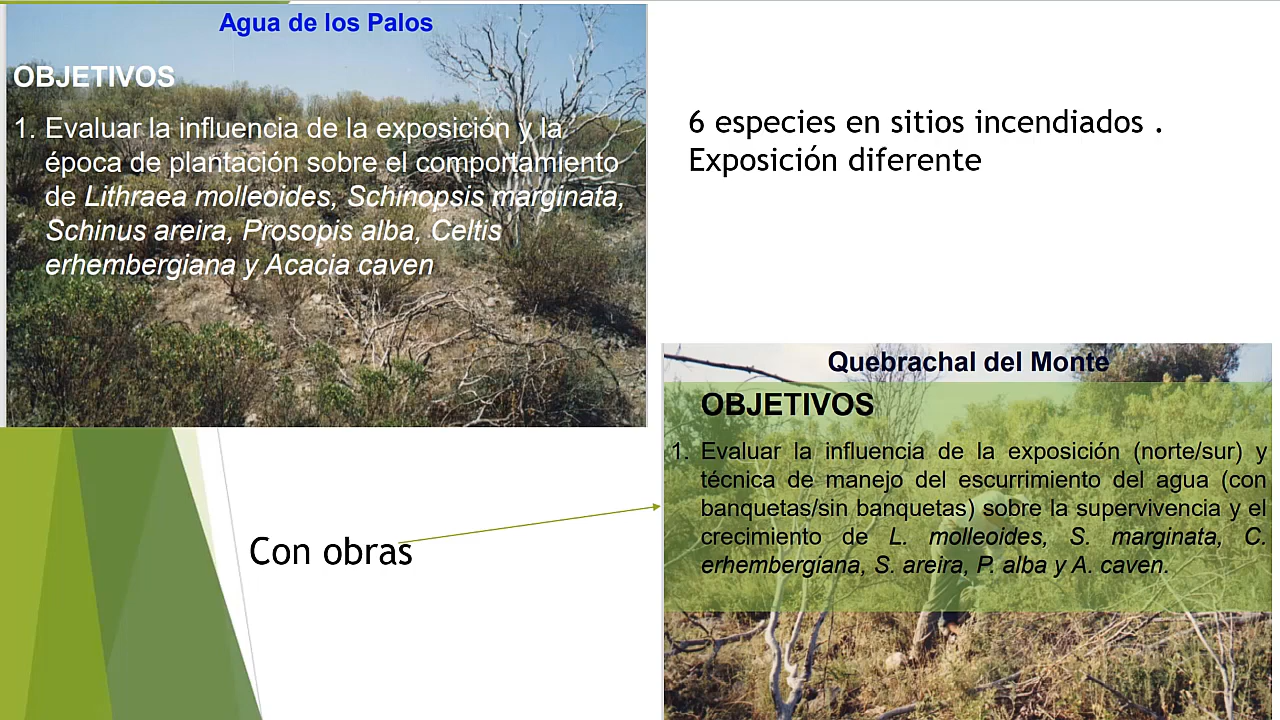 Agua de los Palos
OBJETIVOS
1. Evaluar la influencia de la exposición y la
época de plantación sobre el comportamiento
de Lithraea molleoides, Schinopsis marginata,
Schinus areira, Prosopis alba, Celtis
erhembergiana y Acacia caven
6 especies en sitios incendiados .
Exposición diferente
Con obras
Quebrachal del Monte
OBJETIVOS
1. Evaluar la influencia de la exposición (norte/sur) y
técnica de manejo del escurrimiento del agua (con
banquetas/sin banquetas) sobre la supervivencia y el
crecimiento de L. molleoides, S. marginata, C.
erhembergiana, S. areira, P. alba y A. caven.